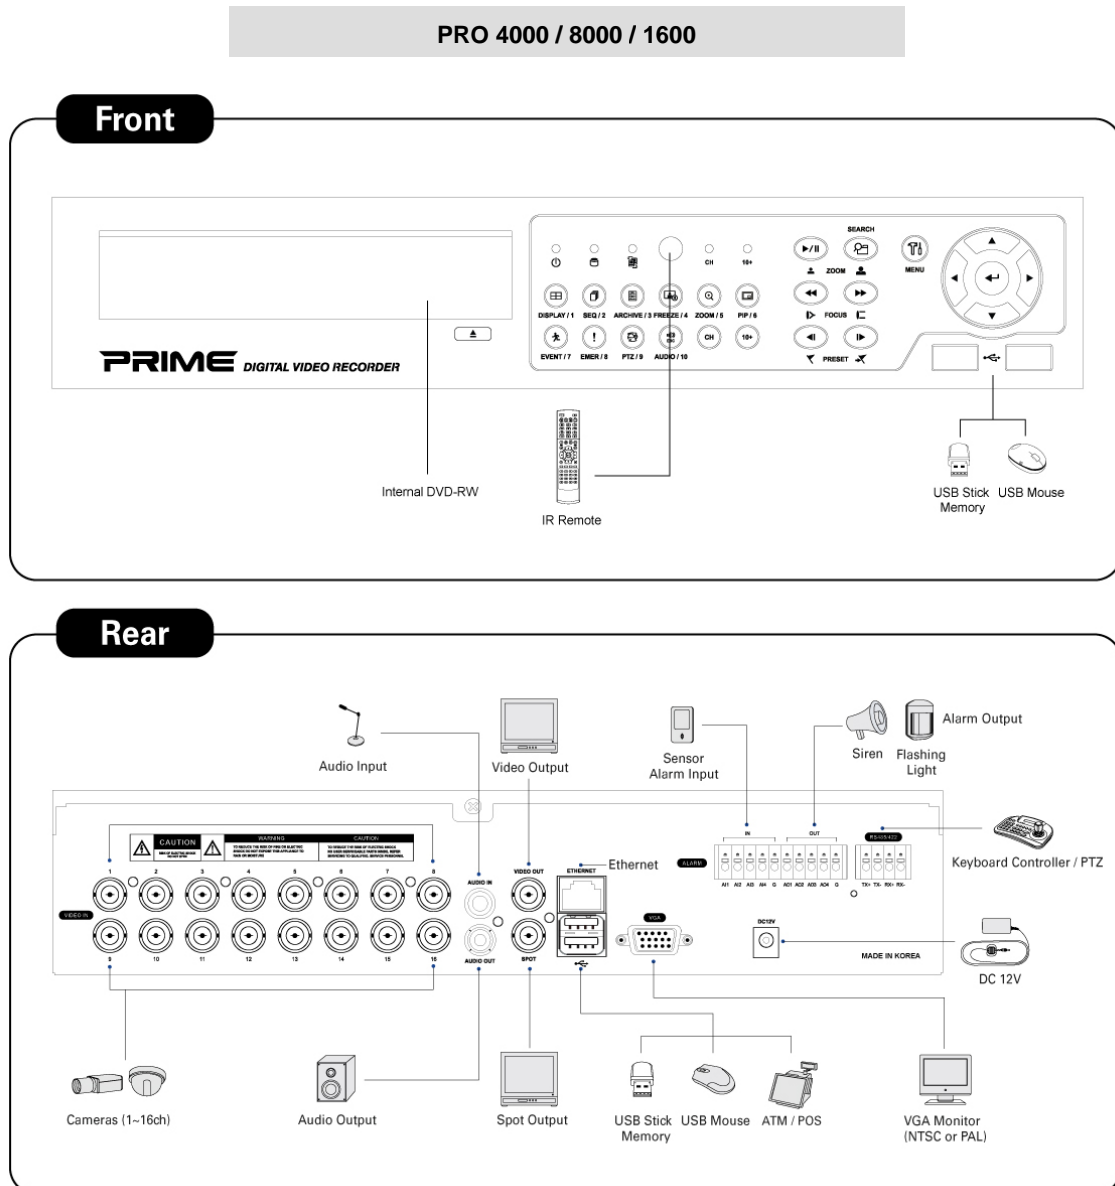 PRO 4000 / 8000 / 1600
Front
SEARCH
CH
10+
ZOOM
MENU
DISPLAY / 1
SEQ / 2
ARCHIVE / 3
FREEZE / 4
ZOOM / 5
PIP / 6
FOCUS
CH
10+
EVENT / 7
EMER / 8
PTZ / 9
AUDIO / 10
PRESET
PRIME DIGITAL VIDEO RECORDER
Internal DVD-RW
IR Remote
USB Stick
Memory
USB Mouse
Rear
Audio Input
Video Output
Sensor
Alarm Input
Siren
Flashing
Light
Alarm Output
CAUTION
WARNING
CAUTION
IN
OUT
RS485/422
Keyboard Controller / PTZ
Ethernet
1 2 3 4 5 6 7 8
AUDIO IN
VIDEO OUT
ETHERNET
ALARM
AI1 AI2 AI3 AI4 G AO1 AO2 AO3 AO4 G
TX+ TX- RX+ RX-
VIDEO IN
VGA
DC12V
9 10 11 12 13 14 15 16
AUDIO OUT
SPOT
MADE IN KOREA
DC 12V
Cameras (1~16ch)
Audio Output
Spot Output
USB Stick
Memory
USB Mouse
ATM / POS
VGA Monitor
(NTSC or PAL)